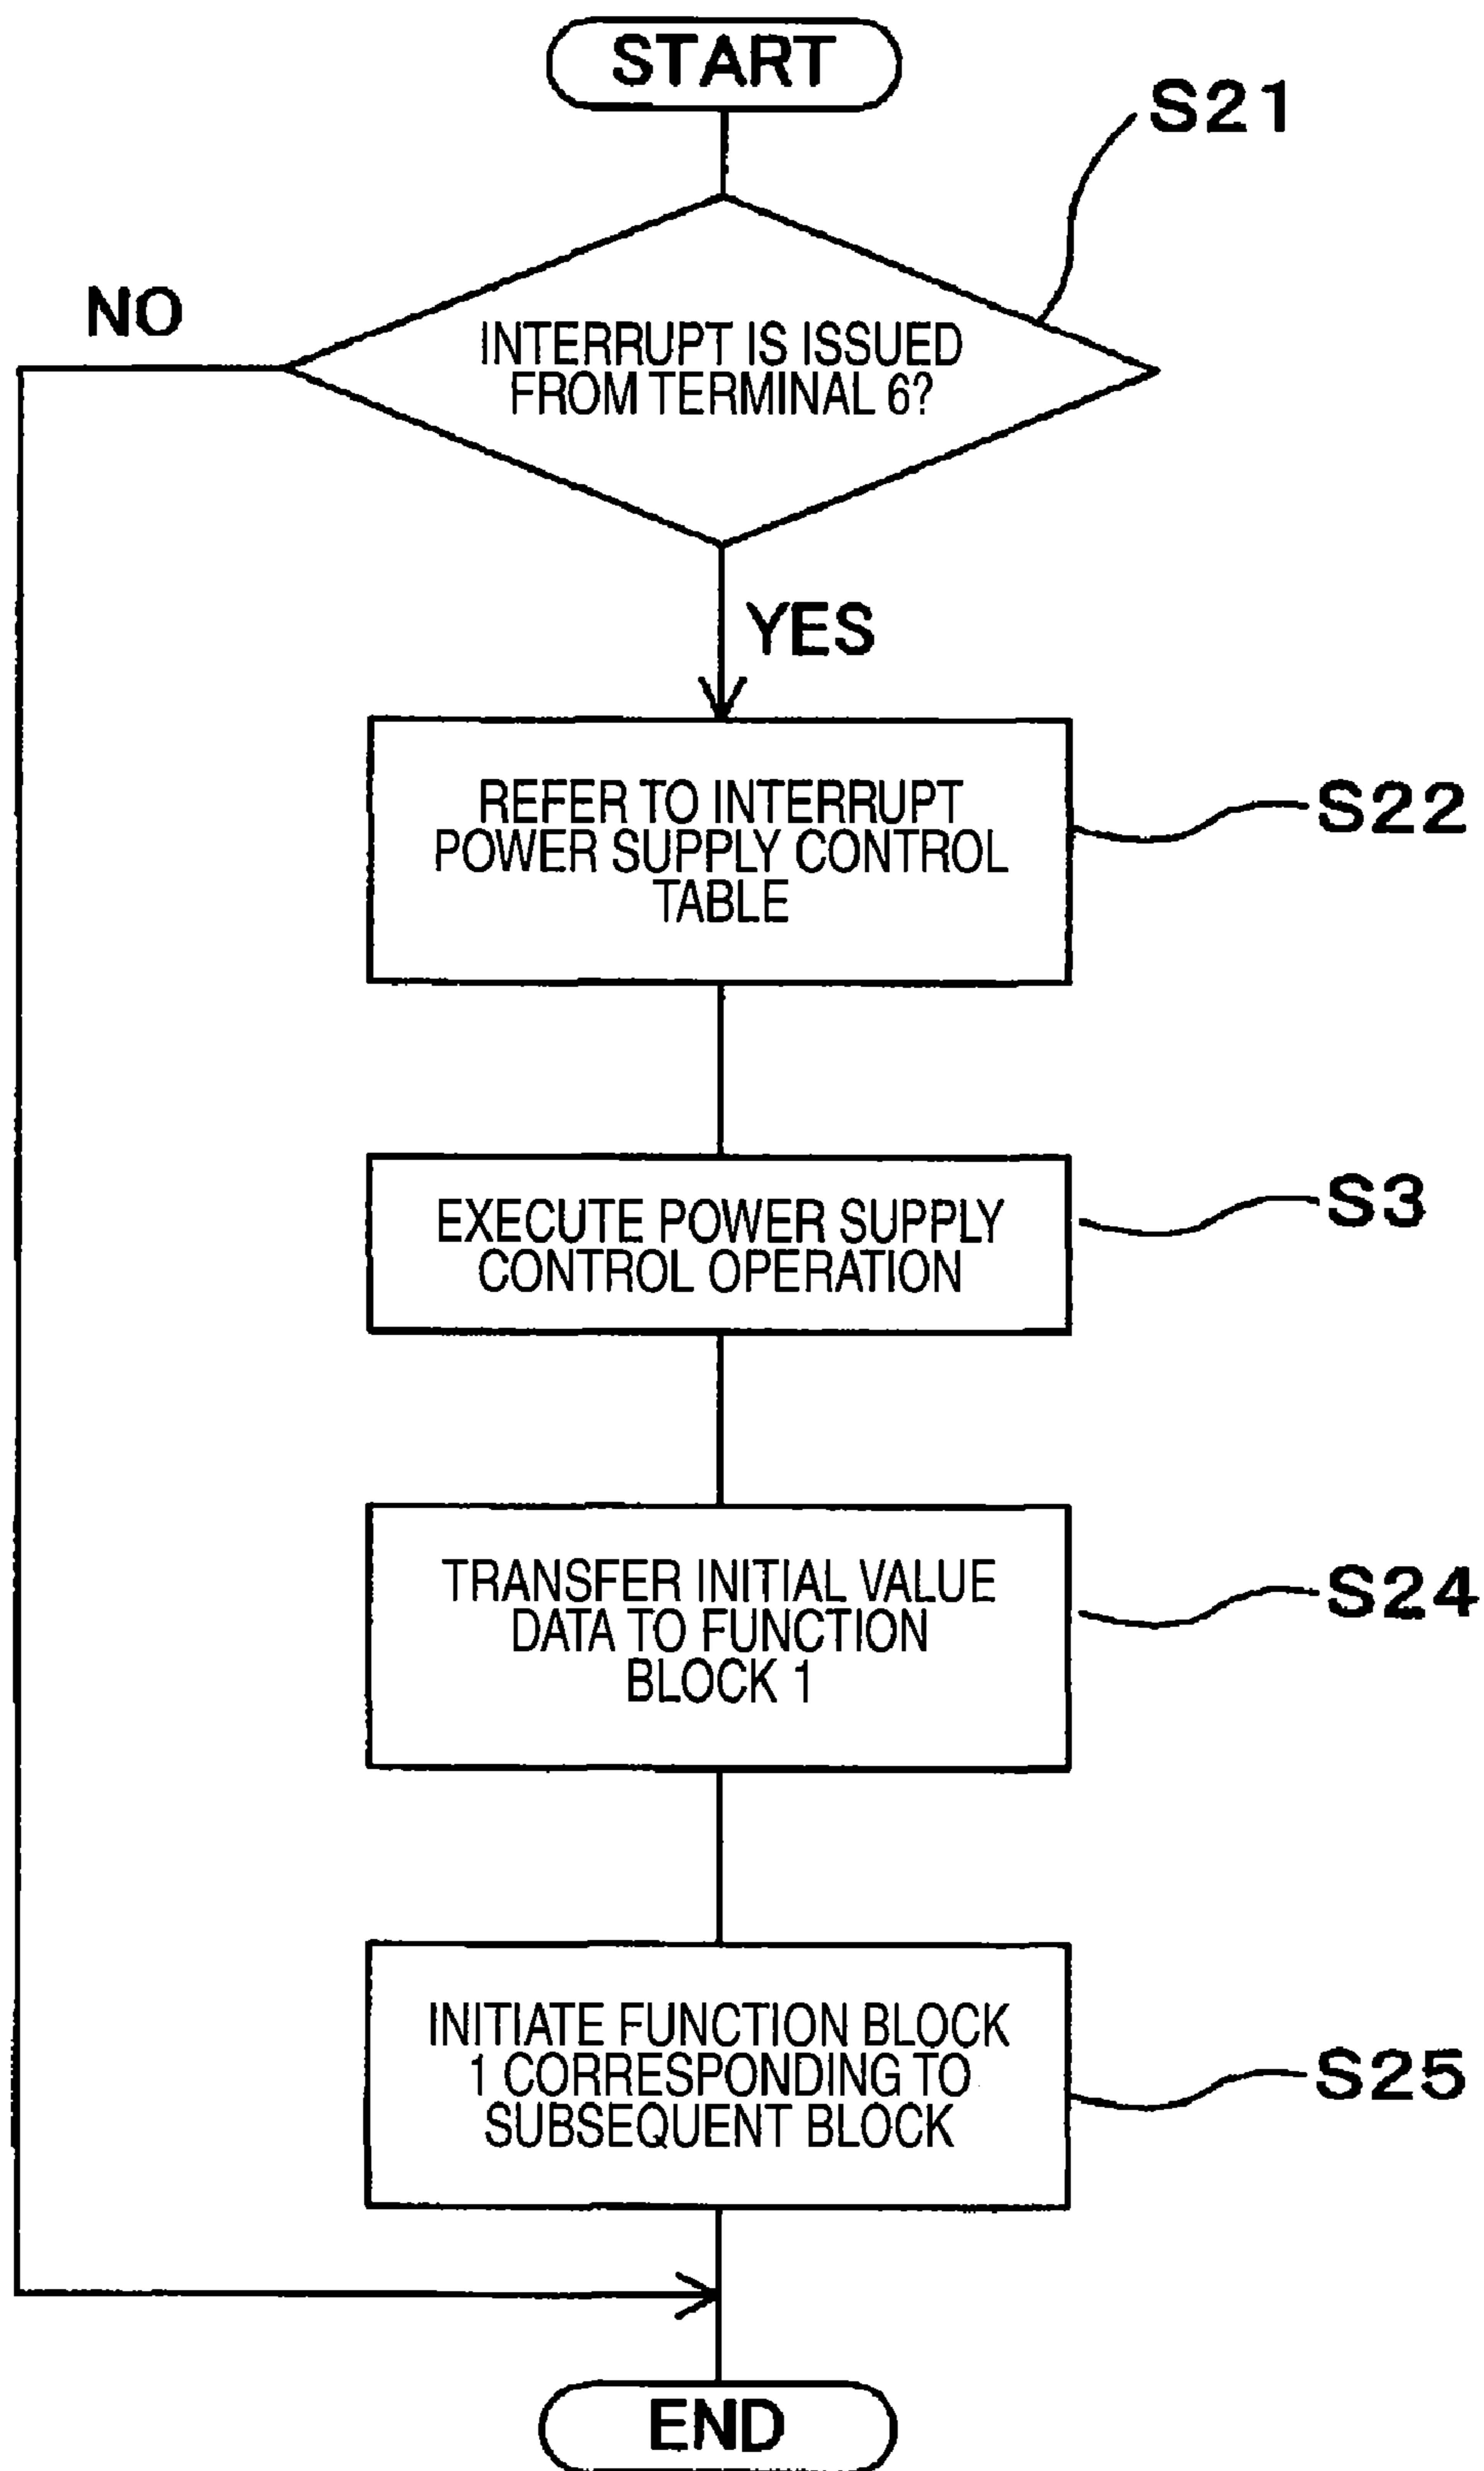 START
S21
NO
INTERRUPT IS ISSUED
FROM TERMINAL 6?
YES
REFER TO INTERRUPT
POWER SUPPLY CONTROL
TABLE
S22
EXECUTE POWER SUPPLY
CONTROL OPERATION
S3
TRANSFER INITIAL VALUE
DATA TO FUNCTION
BLOCK 1
S24
INITIATE FUNCTION BLOCK
1 CORRESPONDING TO
SUBSEQUENT BLOCK
S25
END